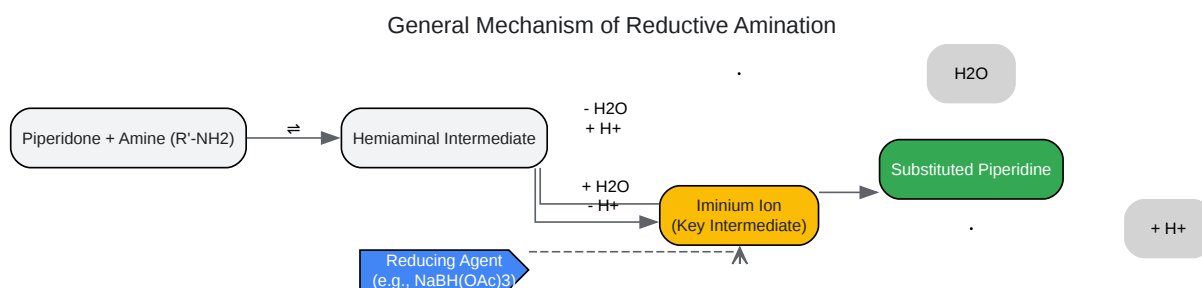 General Mechanism of Reductive Amination
H2O
- H2O
+ H+
Piperidone + Amine (R'-NH2)
⇌
Hemiaminal Intermediate
Substituted Piperidine
+ H2O
- H+
Iminium Ion
(Key Intermediate)
+ H+
Reducing Agent
(e.g., NaBH(OAc)3)